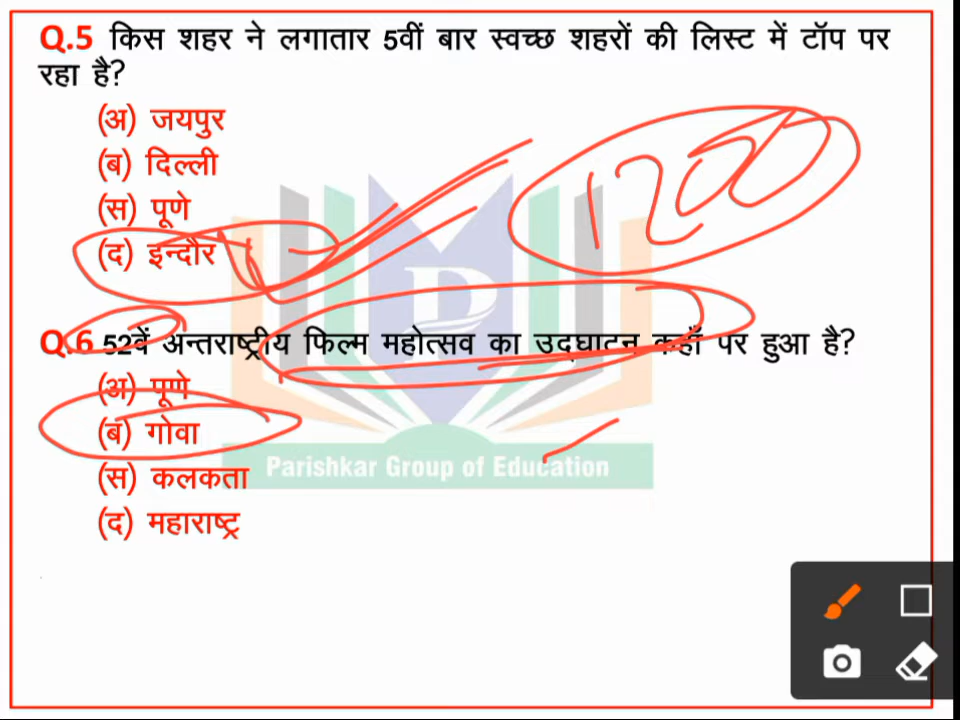 Q.5 किस शहर ने लगातार 5वीं बार स्वच्छ शहरों की लिस्ट में टॉप पर
रहा है?
(अ) जयपुर
(ब) दिल्ली
(स) पूणे
(द) इन्दौर
1200
Q.6 52वें अन्तराष्ट्रीय फिल्म महोत्सव का उद्घाटन कहाँ पर हुआ है?
(अ) पूणे
(ब) गोवा
(स) कलकता
(द) महाराष्ट्र
Parishkar Group of Education